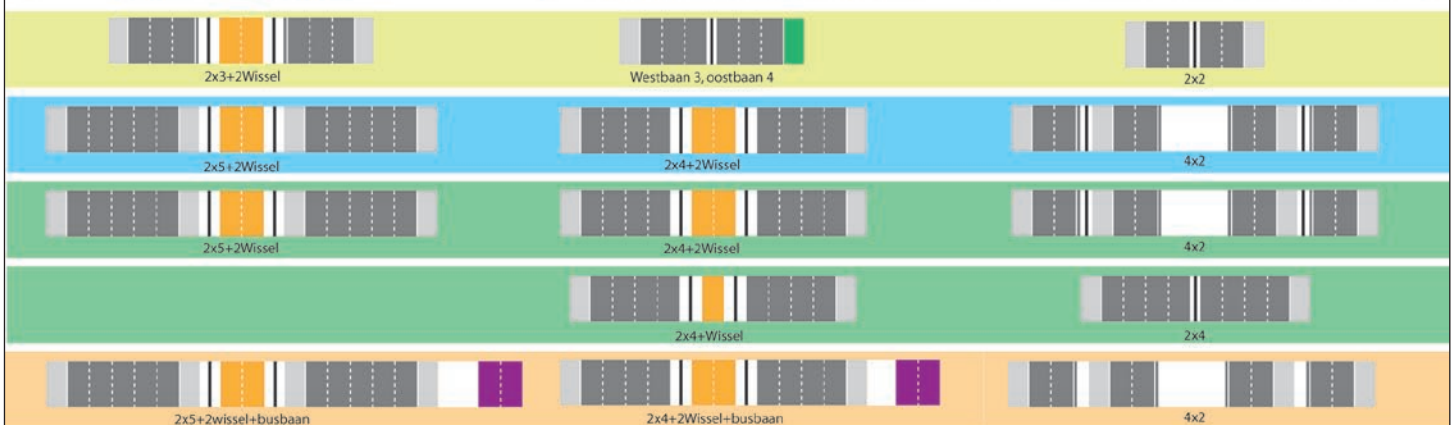 2x3+2Wissel
Westbaan 3, oostbaan 4
2x2
2x5+2Wissel
2x4+2Wissel
4x2
2x5+2Wissel
2x4+2Wissel
4x2
2x4+Wissel
2x4
2x5+2wissel+busbaan
2x4+2Wissel+busbaan
4x2